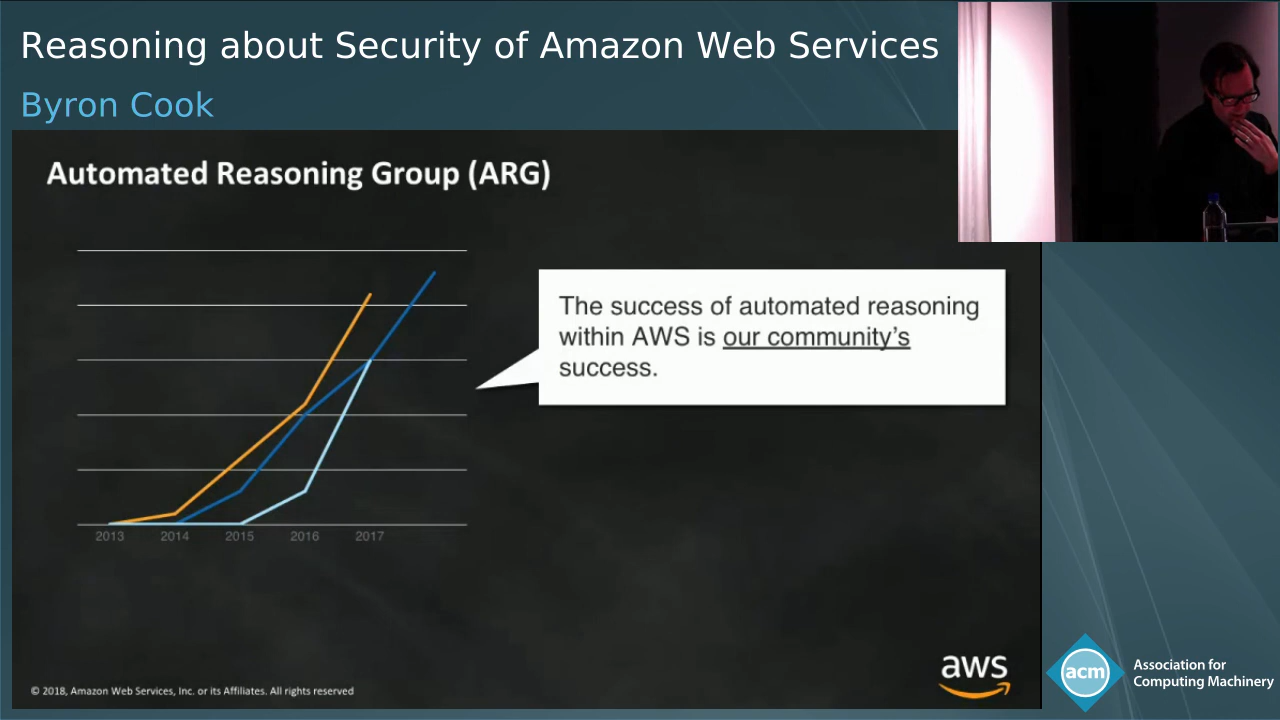 Reasoning about Security of Amazon Web Services
Byron Cook
Automated Reasoning Group (ARG)
The success of automated reasoning
within AWS is our community's
success.
2013 2014 2015 2016 2017
© 2018, Amazon Web Services, Inc. or its Affiliates. All rights reserved
aws
acm
Association for
Computing Machinery